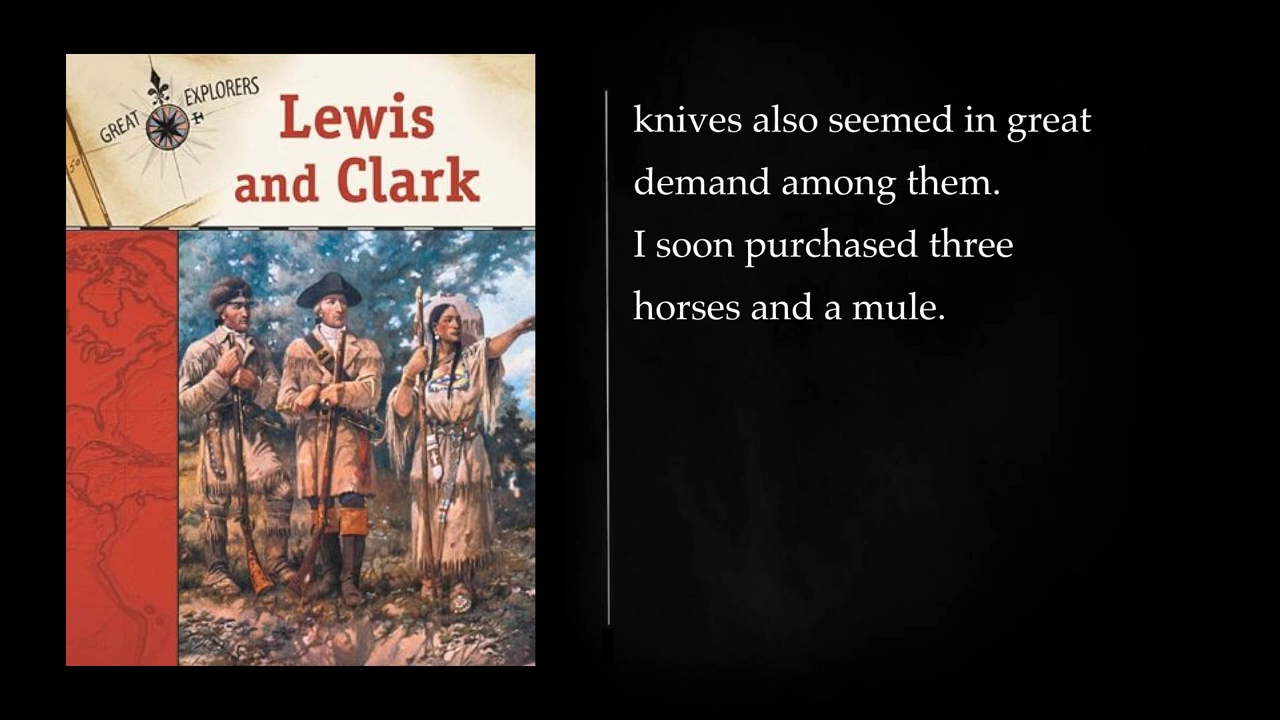 GREAT EXPLORERS
Lewis
and Clark
50
knives also seemed in great
demand among them.
I soon purchased three
horses and a mule.